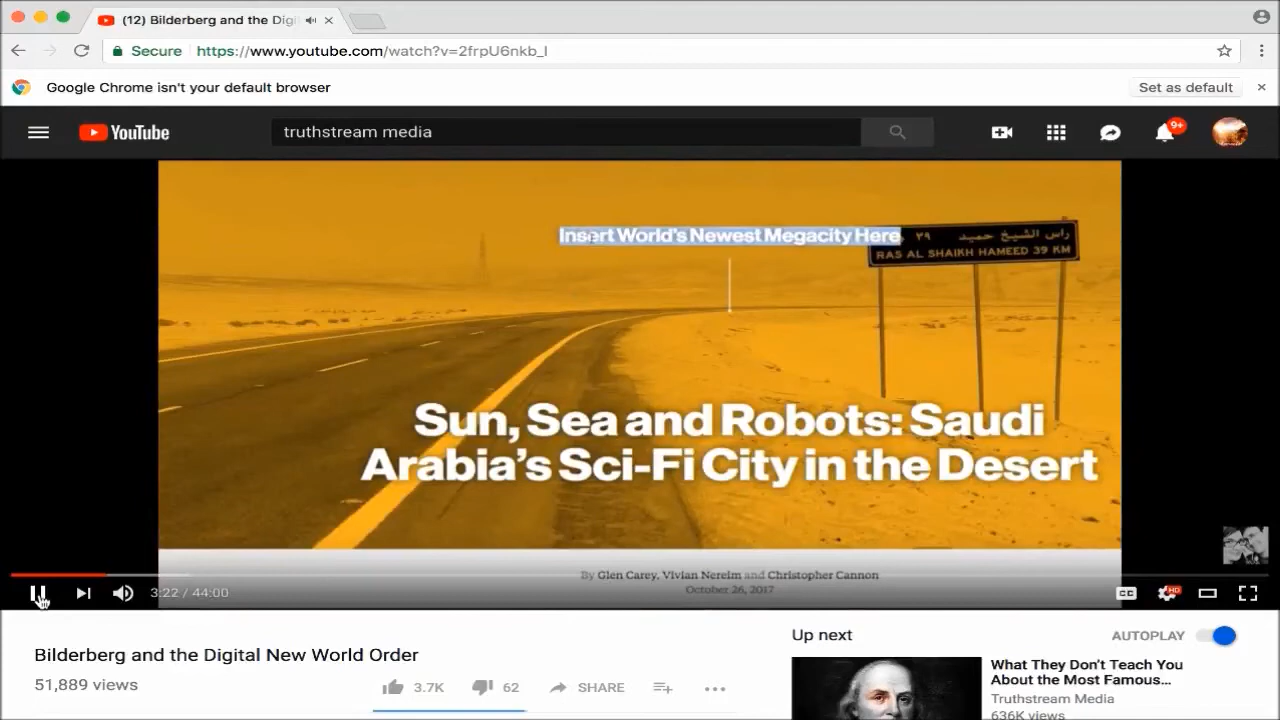 (12) Bilderberg and the Digi
Secure
https://www.youtube.com/watch?v=2frpU6nkb_I
Google Chrome isn't your default browser
Set as default
YouTube
truthstream media
9+
Insert World's Newest Megacity Here
٣٩ راس الشيخ حميد
RAS AL SHAIKH HAMEED 39 KM
Sun, Sea and Robots: Saudi
Arabia's Sci-Fi City in the Desert
By Glen Carey, Vivian Nereim and Christopher Cannon
October 26, 2017
3:22 / 44:00
CC
HD
Bilderberg and the Digital New World Order
51,889 views
3.7K
62
SHARE
Up next
AUTOPLAY
What They Don't Teach You
About the Most Famous...
Truthstream Media
636K views